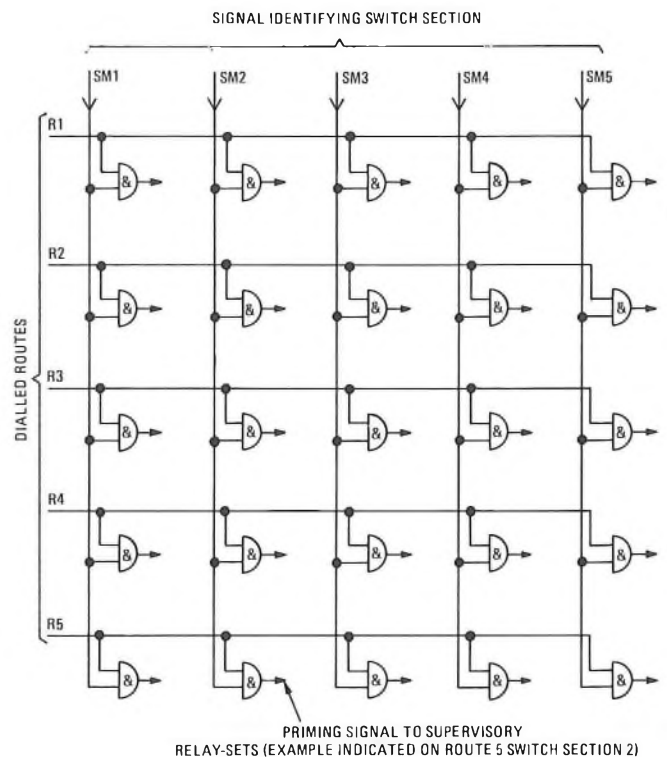 SIGNAL IDENTIFYING SWITCH SECTION
SM1 SM2 SM3 SM4 SM5
R1
& & & & &
R2
& & & & &
DIALLED ROUTES
R3
& & & & &
R4
& & & & &
R5
& & & & &
PRIMING SIGNAL TO SUPERVISORY
RELAY-SETS (EXAMPLE INDICATED ON ROUTE 5 SWITCH SECTION 2)